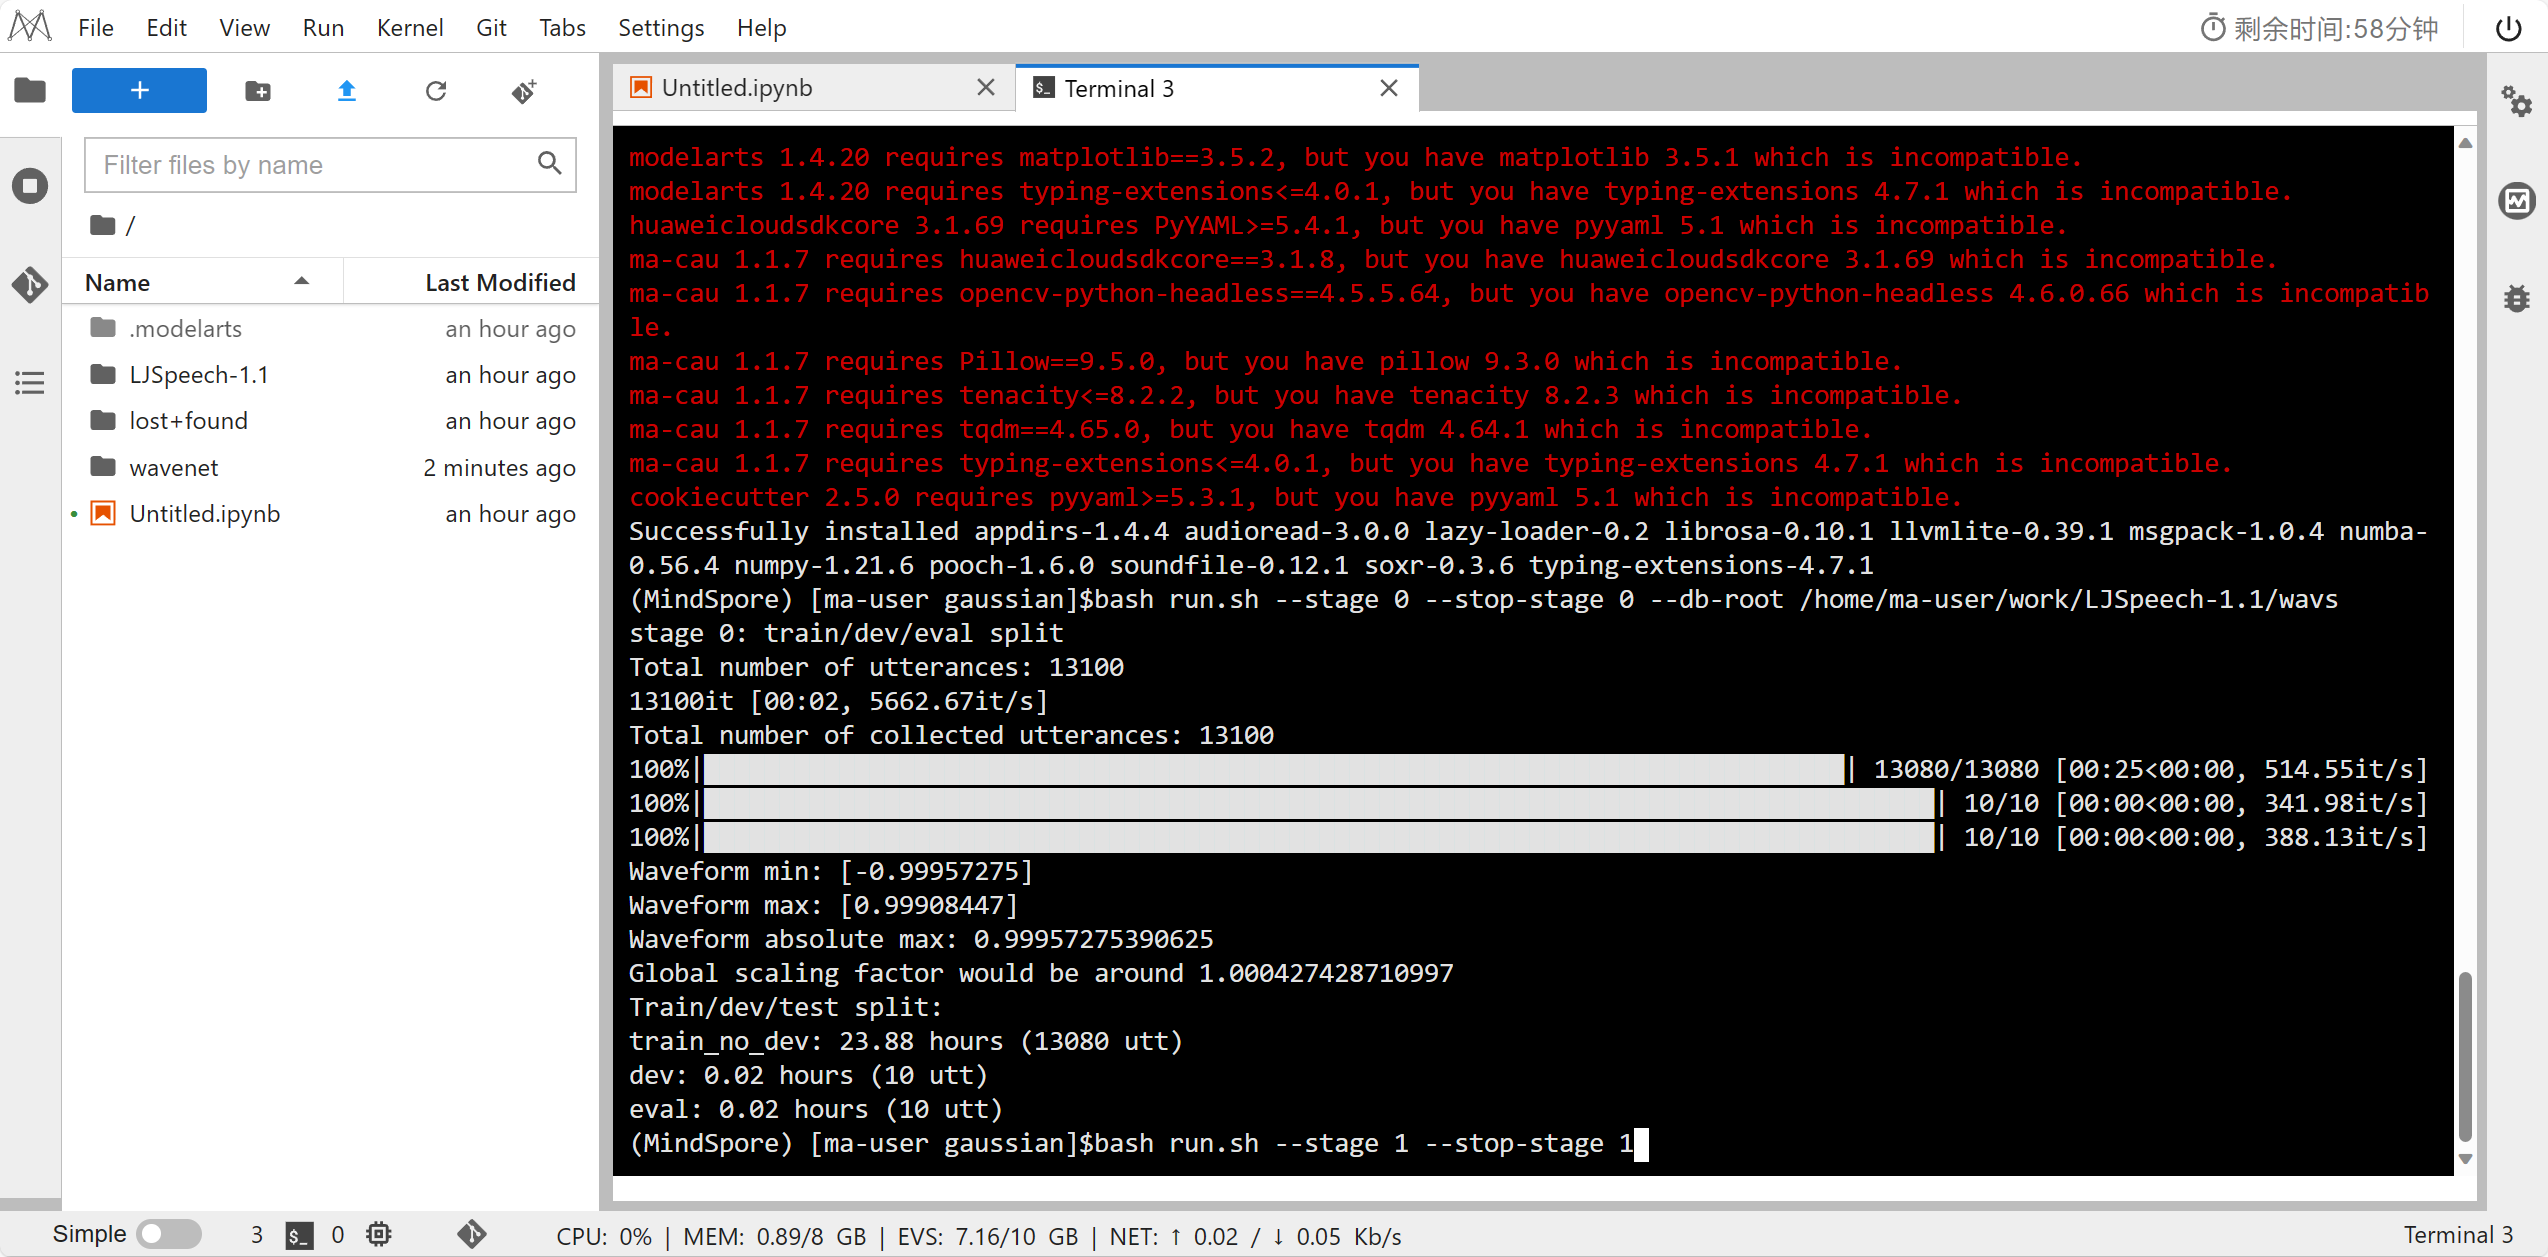 File Edit View Run Kernel Git Tabs Settings Help
剩余时间:58分钟
Filter files by name
/
Name Last Modified
.modelarts an hour ago
LJSpeech-1.1 an hour ago
lost+found an hour ago
wavenet 2 minutes ago
Untitled.ipynb an hour ago
Untitled.ipynb
Terminal 3
modelarts 1.4.20 requires matplotlib==3.5.2, but you have matplotlib 3.5.1 which is incompatible.
modelarts 1.4.20 requires typing-extensions<=4.0.1, but you have typing-extensions 4.7.1 which is incompatible.
huaweicloudsdkcore 3.1.69 requires PyYAML>=5.4.1, but you have pyyaml 5.1 which is incompatible.
ma-cau 1.1.7 requires huaweicloudsdkcore==3.1.8, but you have huaweicloudsdkcore 3.1.69 which is incompatible.
ma-cau 1.1.7 requires opencv-python-headless==4.5.5.64, but you have opencv-python-headless 4.6.0.66 which is incompatib
le.
ma-cau 1.1.7 requires Pillow==9.5.0, but you have pillow 9.3.0 which is incompatible.
ma-cau 1.1.7 requires tenacity<=8.2.2, but you have tenacity 8.2.3 which is incompatible.
ma-cau 1.1.7 requires tqdm==4.65.0, but you have tqdm 4.64.1 which is incompatible.
ma-cau 1.1.7 requires typing-extensions<=4.0.1, but you have typing-extensions 4.7.1 which is incompatible.
cookiecutter 2.5.0 requires pyyaml>=5.3.1, but you have pyyaml 5.1 which is incompatible.
Successfully installed appdirs-1.4.4 audioread-3.0.0 lazy-loader-0.2 librosa-0.10.1 llvmlite-0.39.1 msgpack-1.0.4 numba-
0.56.4 numpy-1.21.6 pooch-1.6.0 soundfile-0.12.1 soxr-0.3.6 typing-extensions-4.7.1
(MindSpore) [ma-user gaussian]$bash run.sh --stage 0 --stop-stage 0 --db-root /home/ma-user/work/LJSpeech-1.1/wavs
stage 0: train/dev/eval split
Total number of utterances: 13100
13100it [00:02, 5662.67it/s]
Total number of collected utterances: 13100
100%| | 13080/13080 [00:25<00:00, 514.55it/s]
100%| | 10/10 [00:00<00:00, 341.98it/s]
100%| | 10/10 [00:00<00:00, 388.13it/s]
Waveform min: [-0.99957275]
Waveform max: [0.99908447]
Waveform absolute max: 0.99957275390625
Global scaling factor would be around 1.000427428710997
Train/dev/test split:
train_no_dev: 23.88 hours (13080 utt)
dev: 0.02 hours (10 utt)
eval: 0.02 hours (10 utt)
(MindSpore) [ma-user gaussian]$bash run.sh --stage 1 --stop-stage 1
Simple 3 $_ 0 CPU: 0% | MEM: 0.89/8 GB | EVS: 7.16/10 GB | NET: ↑ 0.02 / ↓ 0.05 Kb/s Terminal 3